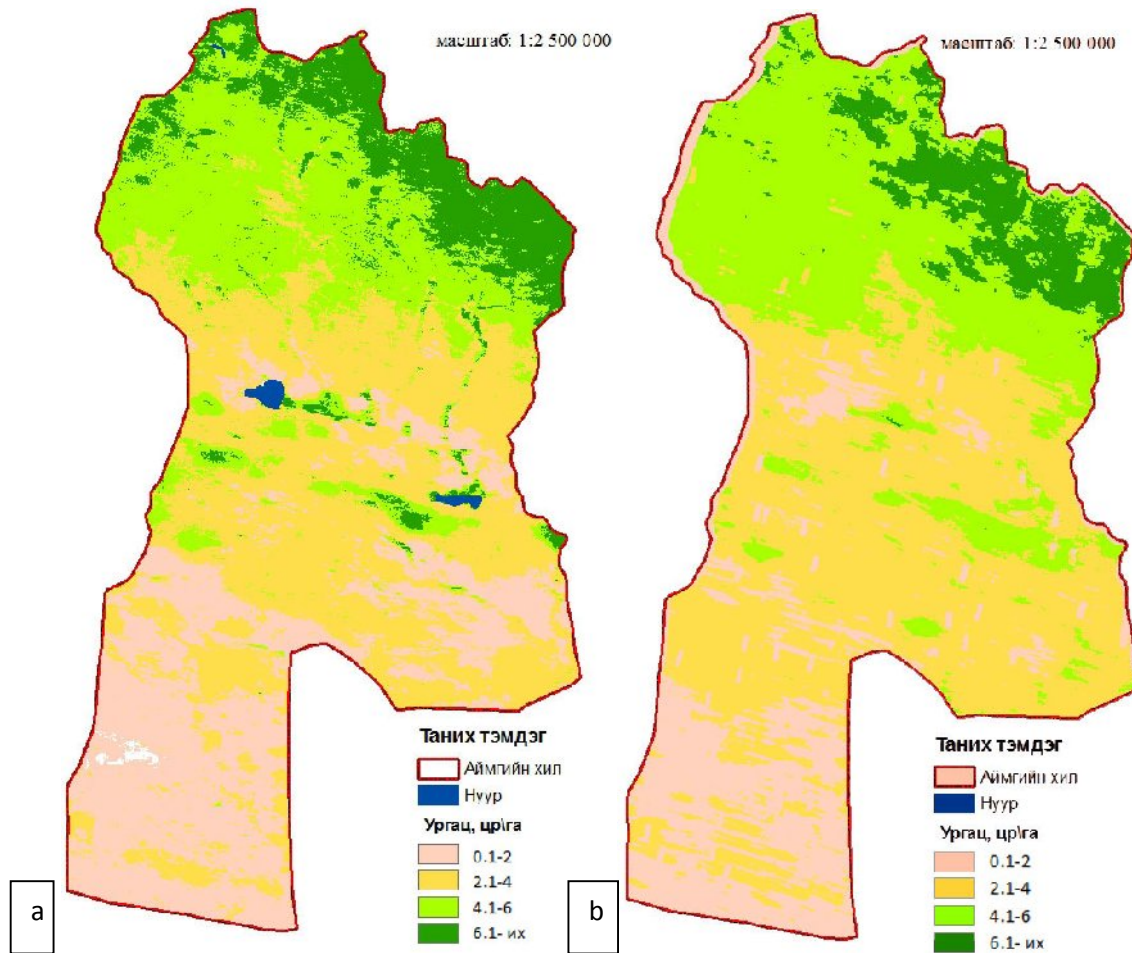 масштаб: 1:2 500 000
Таних тэмдэг
Аймгийн хил
Нуур
Ургац, цр\га
0.1-2
2.1-4
4.1-6
6.1- их
a
масштаб: 1:2 500 000
Таних тэмдэг
Аймгийн хил
Нуур
Ургац, цр\га
0.1-2
2.1-4
4.1-6
6.1- их
b